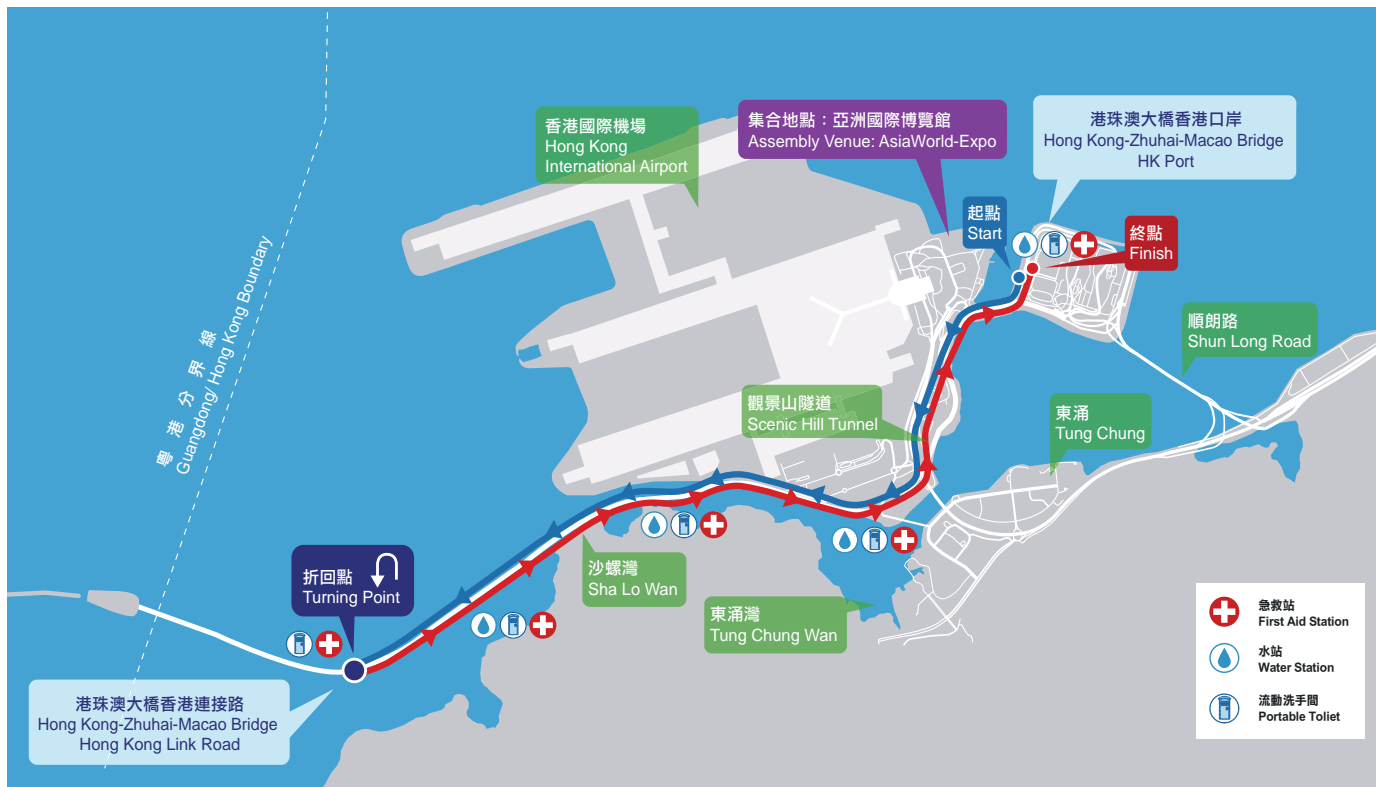 香港國際機場
Hong Kong
International Airport
集合地點：亞洲國際博覽館
Assembly Venue: AsiaWorld-Expo
港珠澳大橋香港口岸
Hong Kong-Zhuhai-Macao Bridge
HK Port
起點
Start
終點
Finish
順朗路
Shun Long Road
粵港分界線
Guangdong/ Hong Kong Boundary
觀景山隧道
Scenic Hill Tunnel
東涌
Tung Chung
折回點
Turning Point
沙螺灣
Sha Lo Wan
東涌灣
Tung Chung Wan
港珠澳大橋香港連接路
Hong Kong-Zhuhai-Macao Bridge
Hong Kong Link Road
急救站
First Aid Station
水站
Water Station
流動洗手間
Portable Toliet